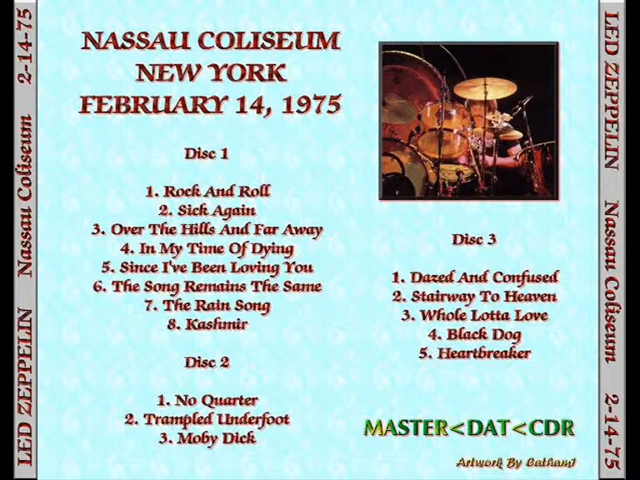 NASSAU COLISEUM
NEW YORK
FEBRUARY 14, 1975
Disc 1
1. Rock And Roll
2. Sick Again
3. Over The Hills And Far Away
4. In My Time Of Dying
5. Since I've Been Loving You
6. The Song Remains The Same
7. The Rain Song
8. Kashmir
Disc 2
1. No Quarter
2. Trampled Underfoot
3. Moby Dick
Disc 3
1. Dazed And Confused
2. Stairway To Heaven
3. Whole Lotta Love
4. Black Dog
5. Heartbreaker
MASTER<DAT<CDR
Artwork By Catham1
LED ZEPPELIN Nassau Coliseum 2-14-75
LED ZEPPELIN Nassau Coliseum 2-14-75